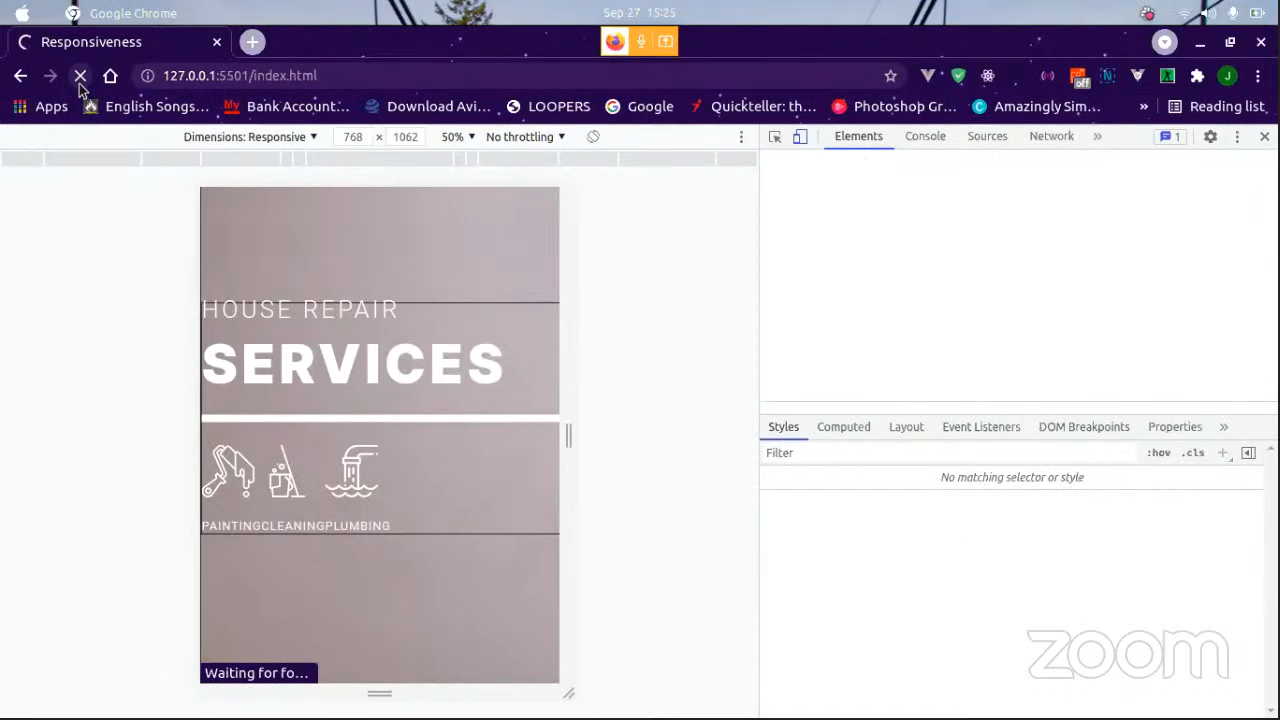 Google Chrome
Sep 27 15:25
Responsiveness
127.0.0.1:5501/index.html
off
J
Apps
English Songs...
My Bank Account...
Download Avi...
LOOPERS
Google
Quickteller: th...
Photoshop Gr...
C Amazingly Sim...
»
Reading list
Dimensions: Responsive
768 × 1062
50%
No throttling
Elements
Console
Sources
Network
»
1
HOUSE REPAIR
SERVICES
PAINTINGCLEANINGPLUMBING
Waiting for fo...
Styles
Computed
Layout
Event Listeners
DOM Breakpoints
Properties
»
Filter
:hov .cls
No matching selector or style
zoom